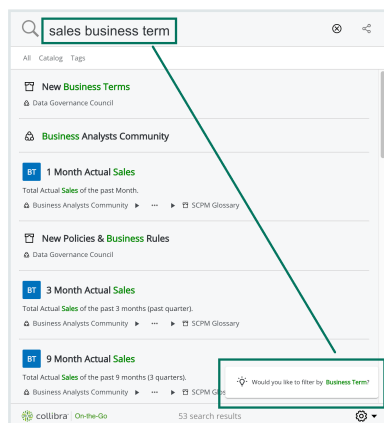 sales business term
All Catalog Tags
New Business Terms
Data Governance Council
Business Analysts Community
BT 1 Month Actual Sales
Total Actual Sales of the past Month.
Business Analysts Community ▶ ••• ▶ SCPM Glossary
New Policies & Business Rules
Data Governance Council
BT 3 Month Actual Sales
Total Actual Sales of the past 3 months (past quarter).
Business Analysts Community ▶ ••• ▶ SCPM Glossary
BT 9 Month Actual Sales
Total Actual Sales of the past 9 months (3 quarters).
Would you like to filter by Business Term?
Business Analysts Community ▶ ••• ▶ SCPM
collibra On-the-Go 53 search results